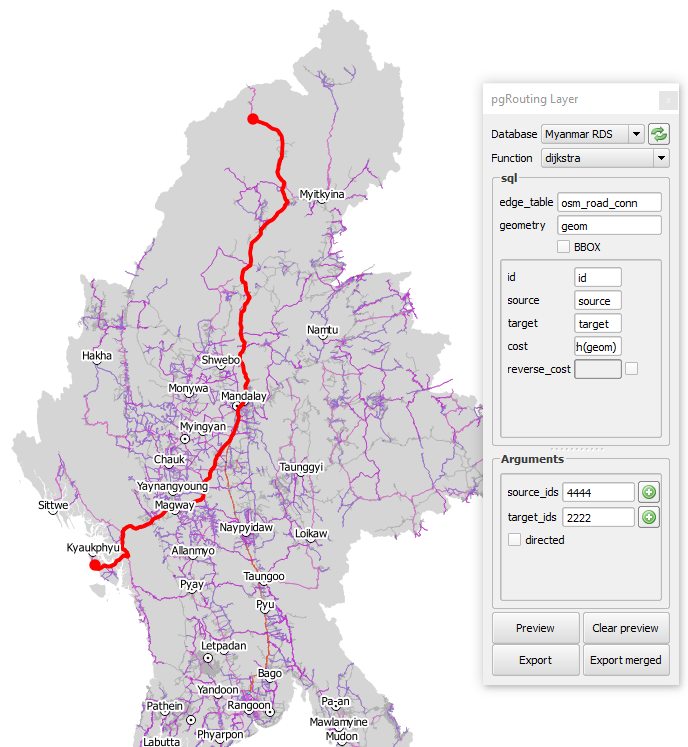 pgRouting Layer
x
Database
Myanmar RDS
Function
dijkstra
sql
edge_table
osm_road_conn
geometry
geom
BBOX
id
id
source
source
target
target
cost
h(geom)
reverse_cost
Arguments
source_ids
4444
target_ids
2222
directed
Preview
Clear preview
Export
Export merged
Myitkyina
Namtu
Hakha
Shwebo
Monywa
Mandalay
Myingyan
Chauk
Taunggyi
Yaynangyoung
Sittwe
Magway
Naypyidaw
Loikaw
Kyaukphyu
Allanmyo
Taungoo
Pyay
Pyu
Letpadan
Bago
Yandoon
Pa-an
Pathein
Rangoon
Mawlamyine
Phyarpon
Mudon
Labutta